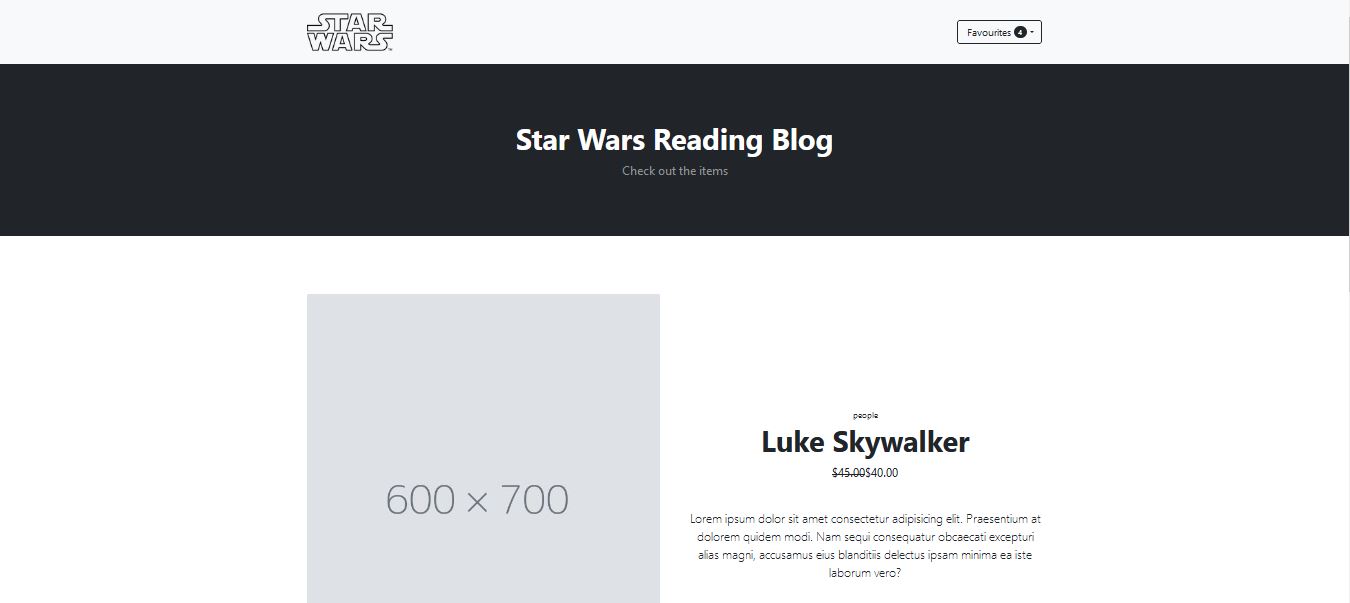 STAR
WARS
Favourites 4
Star Wars Reading Blog
Check out the items
600 × 700
people
Luke Skywalker
$45.00$40.00
Lorem ipsum dolor sit amet consectetur adipisicing elit. Praesentium at
dolorem quidem modi. Nam sequi consequatur obcaecati excepturi
alias magni, accusamus eius blanditiis delectus ipsam minima ea iste
laborum vero?